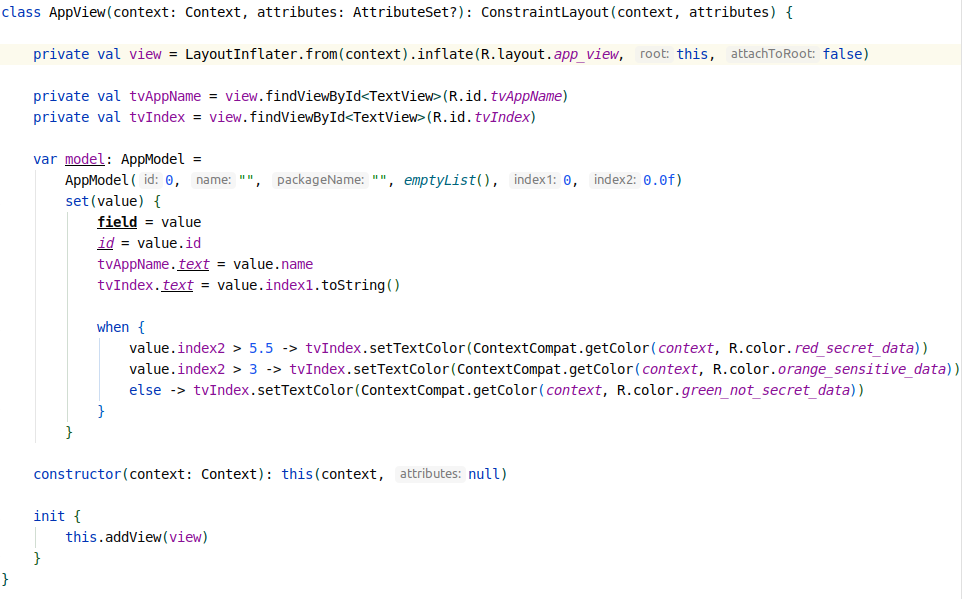 class AppView(context: Context, attributes: AttributeSet?): ConstraintLayout(context, attributes) {
private val view = LayoutInflater.from(context).inflate(R.layout.app_view, root: this, attachToRoot: false)
private val tvAppName = view.findViewById<TextView>(R.id.tvAppName)
private val tvIndex = view.findViewById<TextView>(R.id.tvIndex)
var model: AppModel =
AppModel( id: 0, name: "", packageName: "", emptyList(), index1: 0, index2: 0.0f)
set(value) {
field = value
id = value.id
tvAppName.text = value.name
tvIndex.text = value.index1.toString()
when {
value.index2 > 5.5 -> tvIndex.setTextColor(ContextCompat.getColor(context, R.color.red_secret_data))
value.index2 > 3 -> tvIndex.setTextColor(ContextCompat.getColor(context, R.color.orange_sensitive_data))
else -> tvIndex.setTextColor(ContextCompat.getColor(context, R.color.green_not_secret_data))
}
}
constructor(context: Context): this(context, attributes: null)
init {
this.addView(view)
}
}